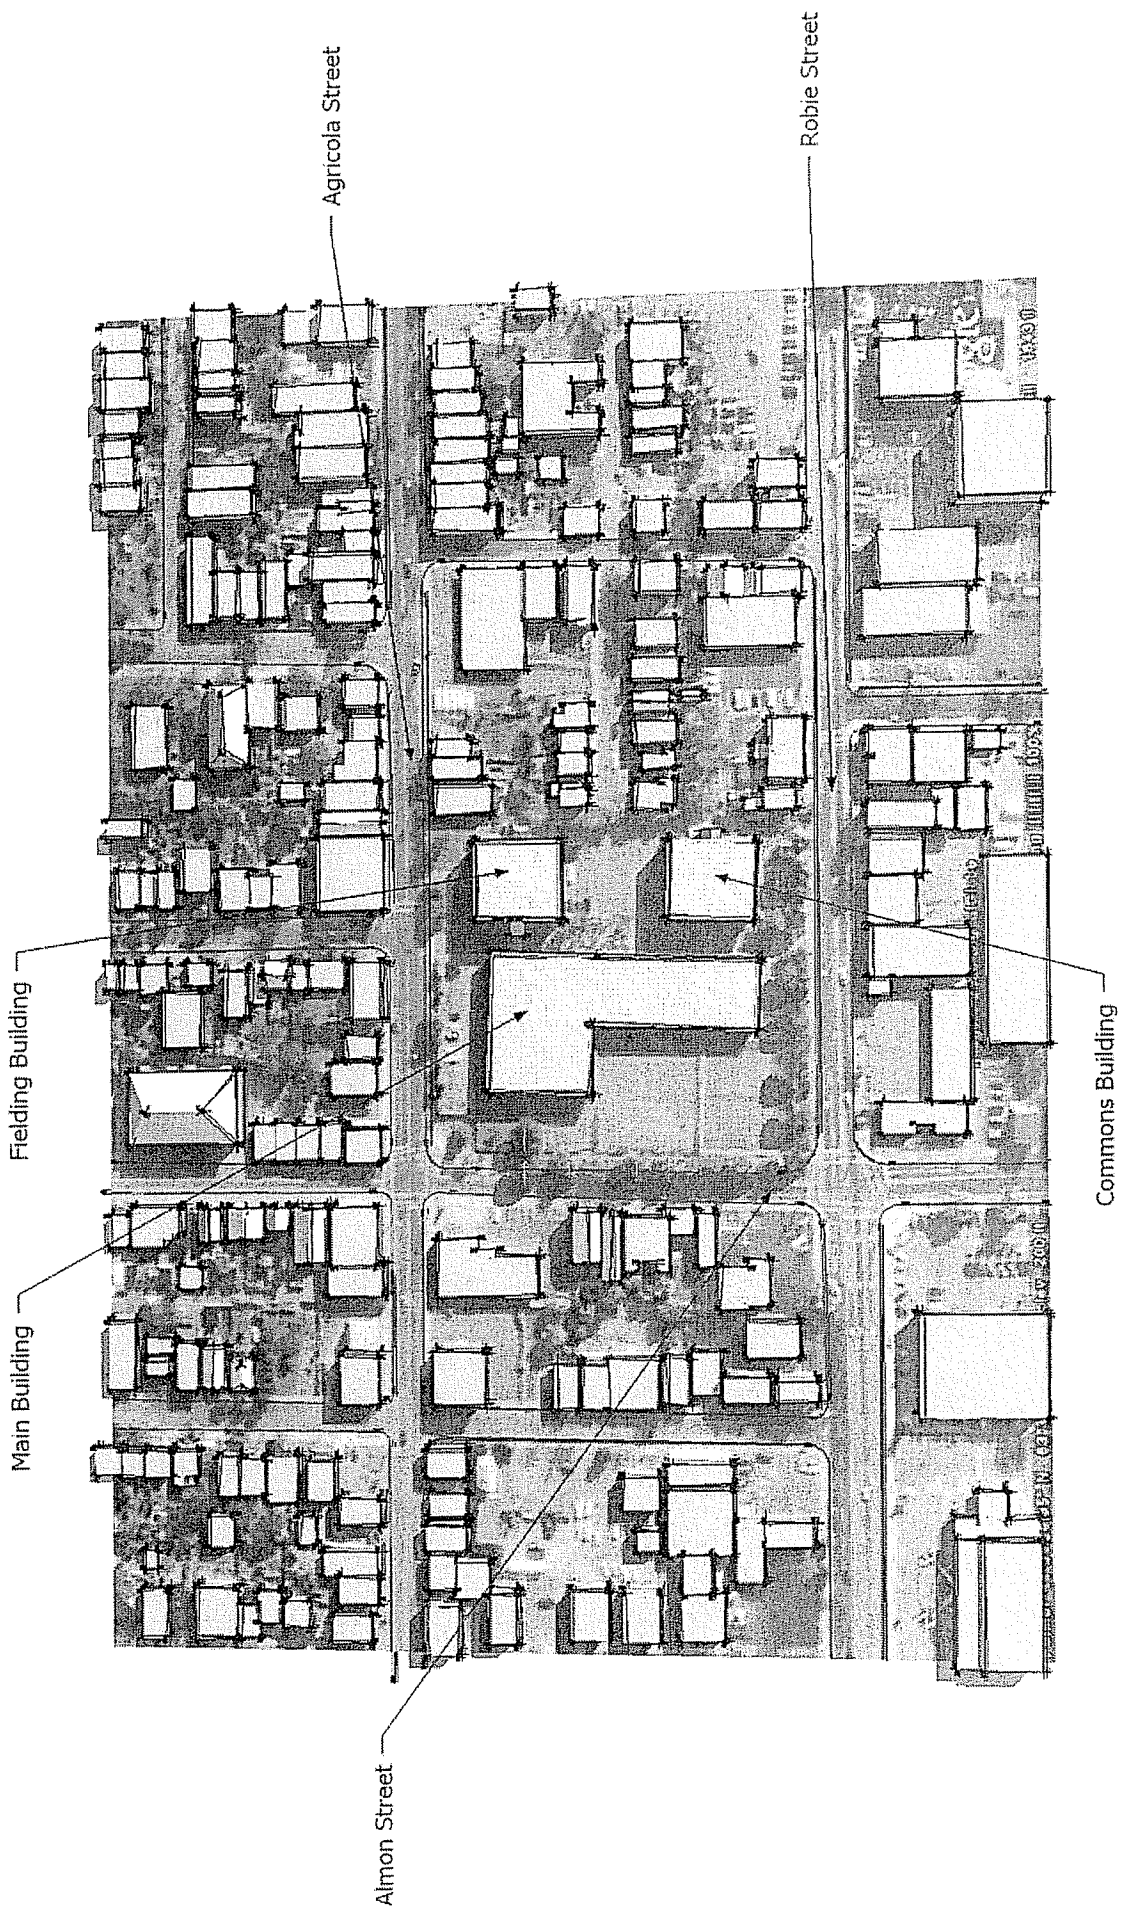 Main Building
Fielding Building
Agricola Street
Almon Street
Commons Building
Robie Street